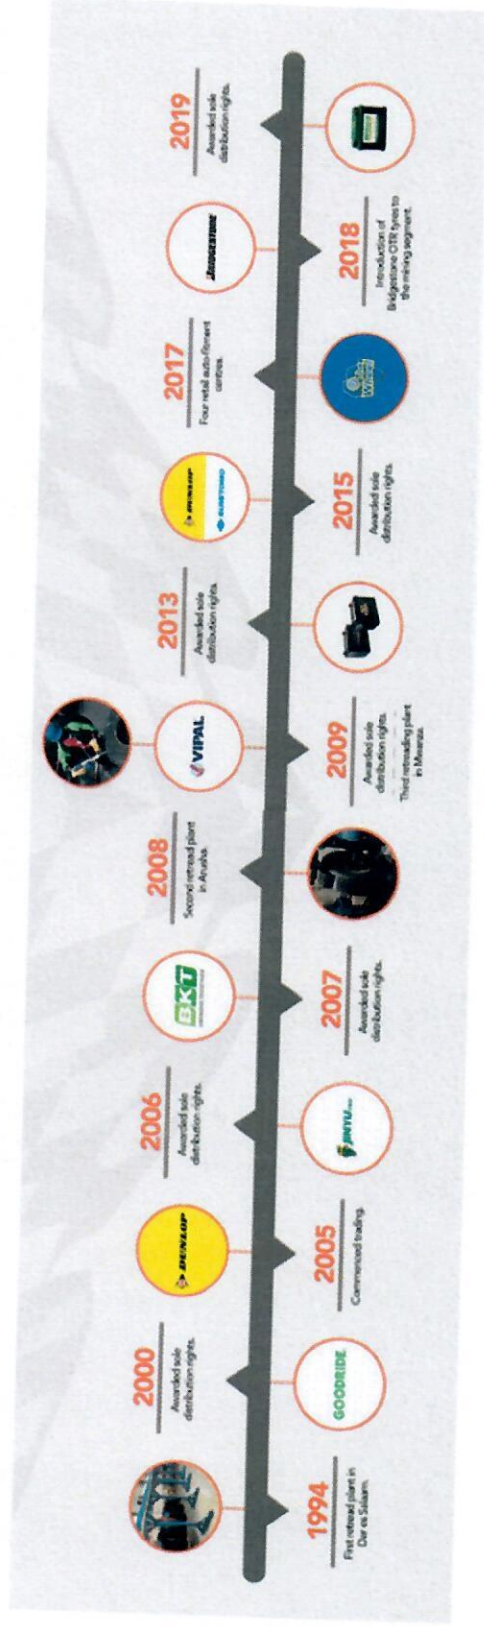 1994
First retread plant in
Dar es Salaam.
GOODRIDE
2000
Awarded sole
distribution rights.
DUNLOP
2005
Commenced trading.
JINYU
2006
Awarded sole
distribution rights.
BKT
2007
Awarded sole
distribution rights.
2008
Second retread plant
in Arusha.
VIPAL
2009
Awarded sole
distribution rights.
Third retreading plant
in Mwanza.
2013
Awarded sole
distribution rights.
DUNLOP
SUMITOMO
2015
Awarded sole
distribution rights.
2017
Four retail auto-fitment
centres.
BRIDGESTONE
2018
Introduction of
Bridgestone OTR tyres to
the mining segment.
2019
Awarded sole
distribution rights.